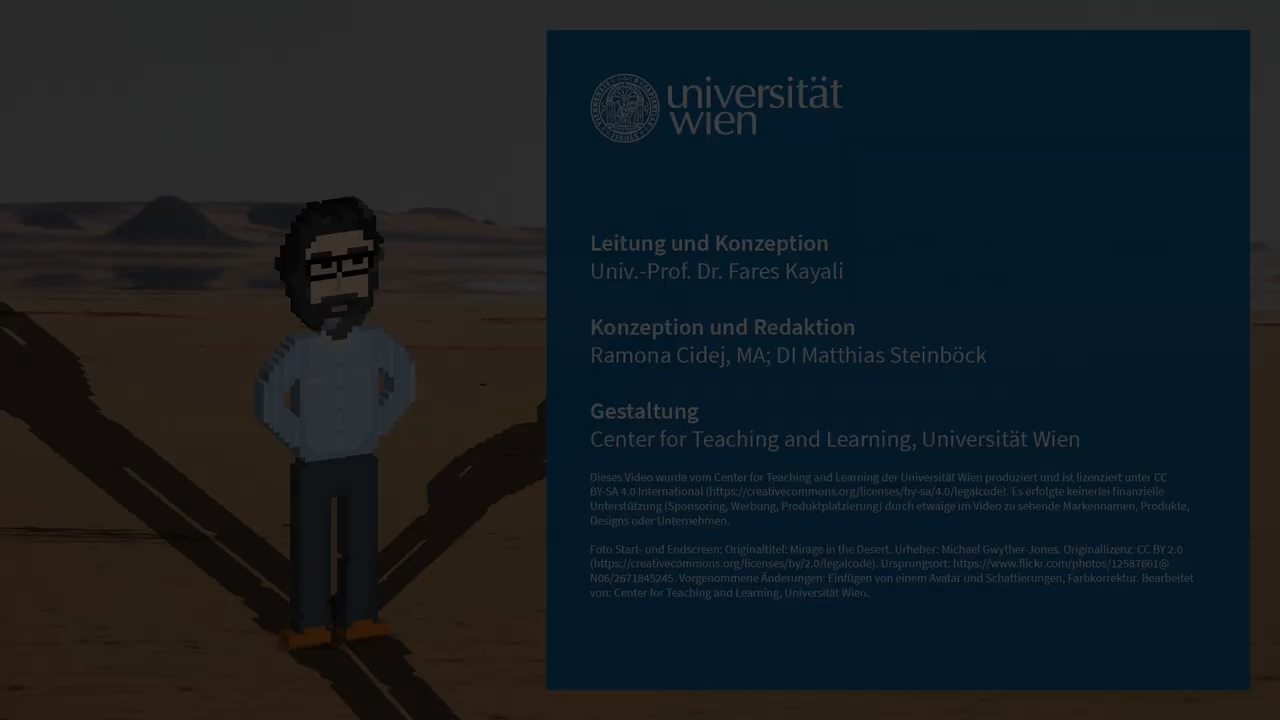 universität
wien
Leitung und Konzeption
Univ.-Prof. Dr. Fares Kayali
Konzeption und Redaktion
Ramona Cidej, MA; DI Matthias Steinböck
Gestaltung
Center for Teaching and Learning, Universität Wien
Dieses Video wurde vom Center for Teaching and Learning der Universität Wien produziert und ist lizenziert unter CC
BY-SA 4.0 International (https://creativecommons.org/licenses/by-sa/4.0/legalcode). Es erfolgte keinerlei finanzielle
Unterstützung (Sponsoring, Werbung, Produktplatzierung) durch etwaige im Video zu sehende Markennamen, Produkte,
Designs oder Unternehmen.
Foto Start- und Endscreen: Originaltitel: Mirage in the Desert. Urheber: Michael Gwyther-Jones. Originallizenz: CC BY 2.0
(https://creativecommons.org/licenses/by/2.0/legalcode). Ursprungsort: https://www.flickr.com/photos/12587661@
N06/2671845245. Vorgenommene Änderungen: Einfügen von einem Avatar und Schattierungen, Farbkorrektur. Bearbeitet
von: Center for Teaching and Learning, Universität Wien.